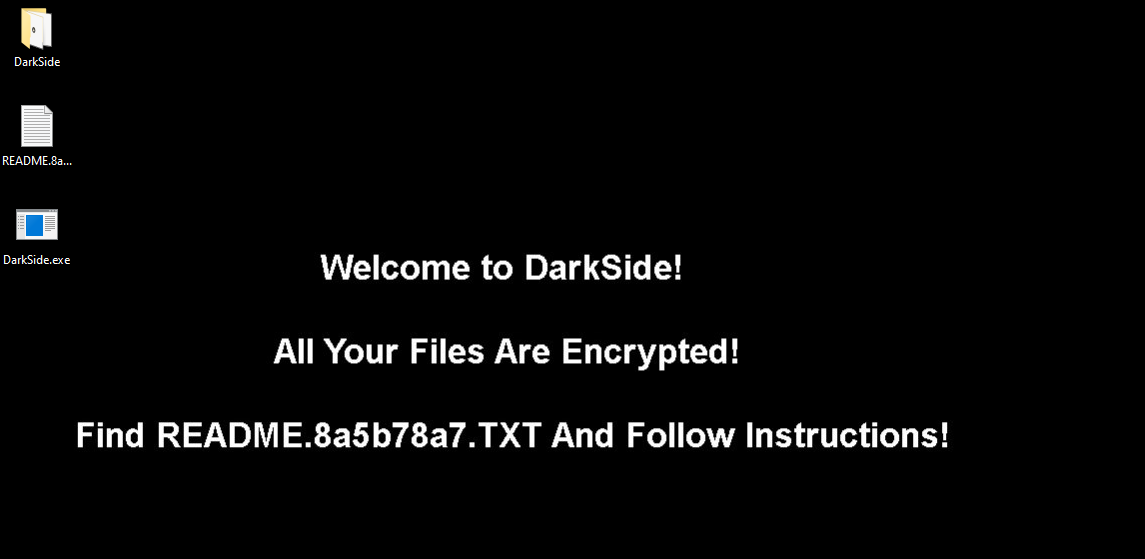 DarkSide
README.8a...
DarkSide.exe
Welcome to DarkSide!
All Your Files Are Encrypted!
Find README.8a5b78a7.TXT And Follow Instructions!